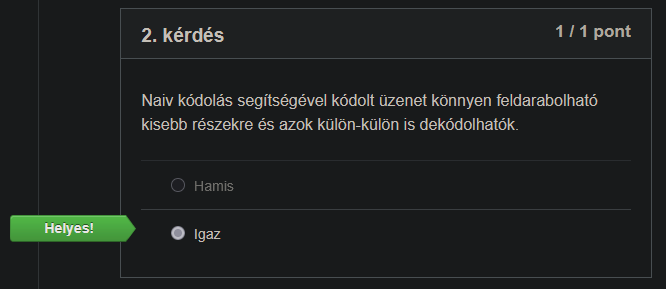 2. kérdés
1 / 1 pont
Naiv kódolás segítségével kódolt üzenet könnyen feldarabolható
kisebb részekre és azok külön-külön is dekódolhatók.
Hamis
Helyes!
Igaz